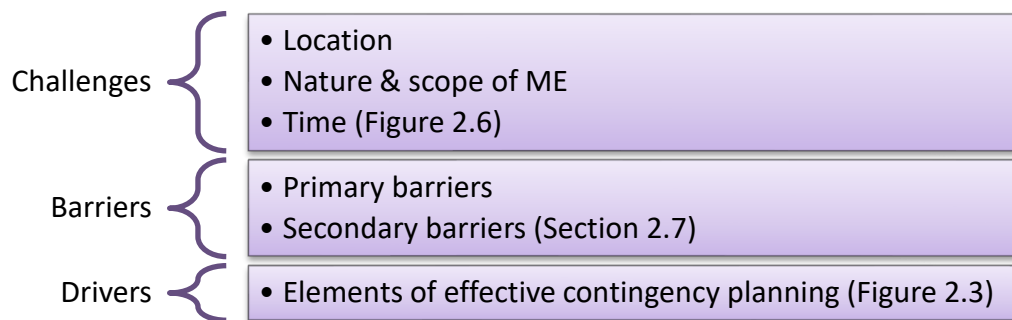 Challenges
• Location
• Nature & scope of ME
• Time (Figure 2.6)
Barriers
• Primary barriers
• Secondary barriers (Section 2.7)
Drivers
• Elements of effective contingency planning (Figure 2.3)